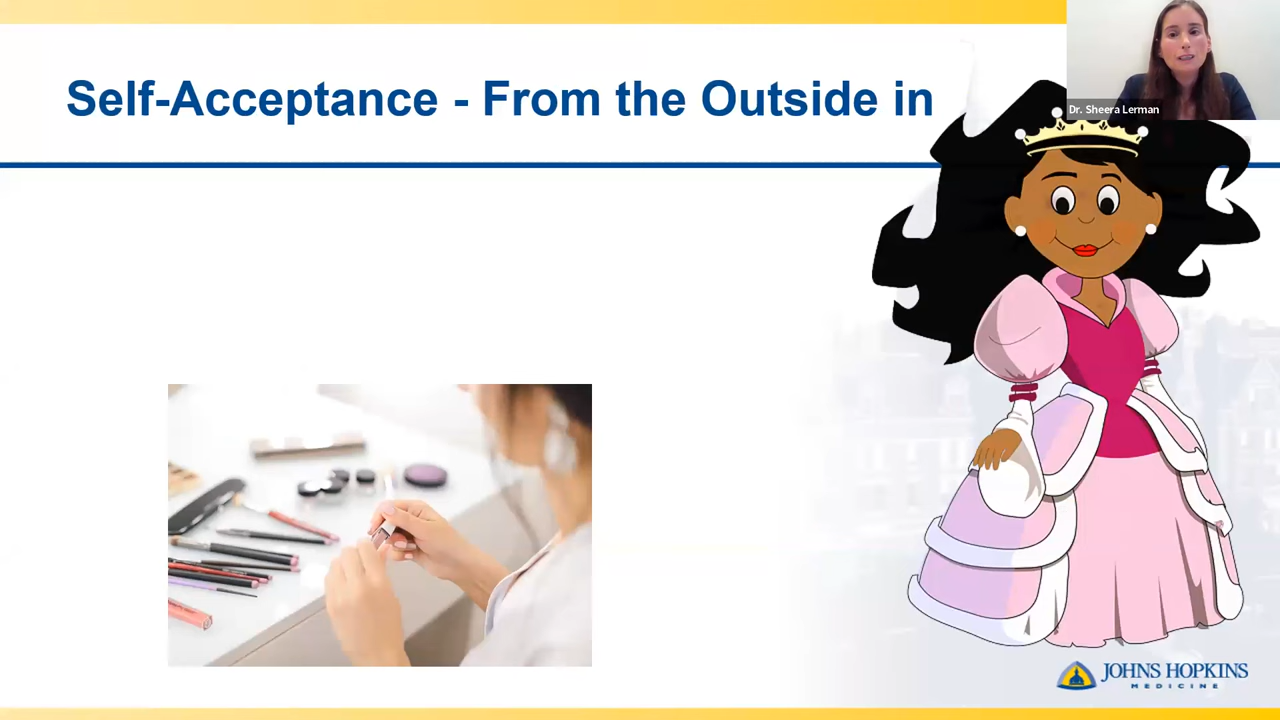 Self-Acceptance - From the Outside in
Dr. Sheera Lerman
JOHNS HOPKINS
MEDICINE